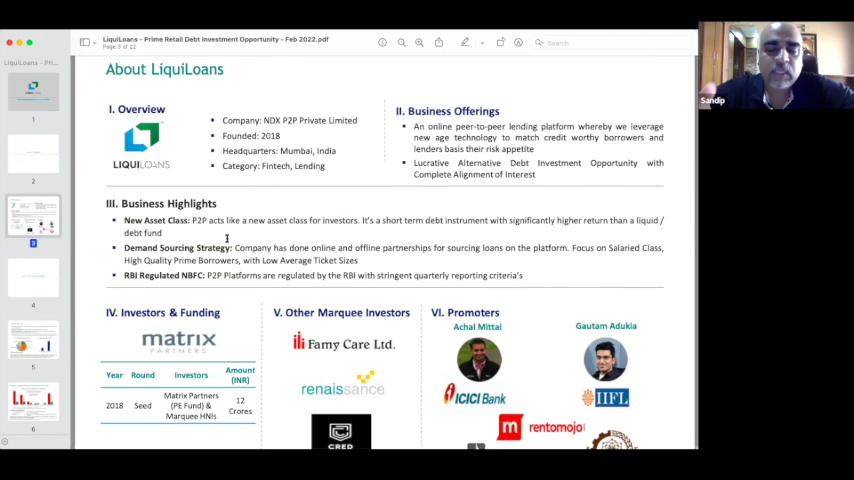 LiquiLoans - Prime Retail Debt Investment Opportunity - Feb 2022.pdf
Page 3 of 22
Search
LiquiLoans - Pri...
1
2
3
4
5
6
Sandip
About LiquiLoans
I. Overview
LIQUILOANS
▪ Company: NDX P2P Private Limited
▪ Founded: 2018
▪ Headquarters: Mumbai, India
▪ Category: Fintech, Lending
II. Business Offerings
▪ An online peer-to-peer lending platform whereby we leverage
new age technology to match credit worthy borrowers and
lenders basis their risk appetite
▪ Lucrative Alternative Debt Investment Opportunity with
Complete Alignment of Interest
III. Business Highlights
▪ New Asset Class: P2P acts like a new asset class for investors. It's a short term debt instrument with significantly higher return than a liquid /
debt fund
▪ Demand Sourcing Strategy: Company has done online and offline partnerships for sourcing loans on the platform. Focus on Salaried Class,
High Quality Prime Borrowers, with Low Average Ticket Sizes
▪ RBI Regulated NBFC: P2P Platforms are regulated by the RBI with stringent quarterly reporting criteria's
IV. Investors & Funding
matrix
PARTNERS
Year Round Investors Amount (INR)
2018 Seed Matrix Partners (PE Fund) & Marquee HNIs 12 Crores
V. Other Marquee Investors
Famy Care Ltd.
renaissance
CRED
VI. Promoters
Achal Mittal
Gautam Adukia
ICICI Bank
IIFL
rentomojo